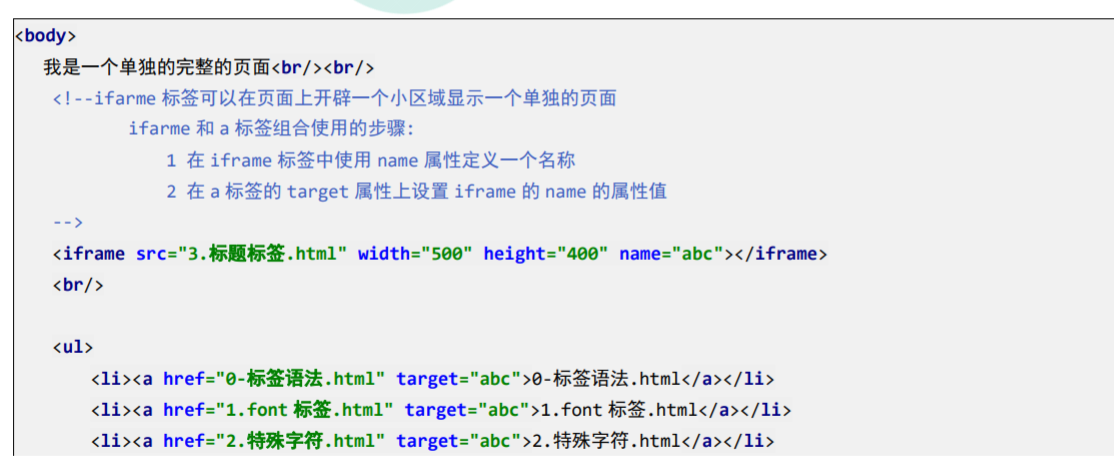 <body>
我是一个单独的完整的页面<br/><br/>
<!--ifarme 标签可以在页面上开辟一个小区域显示一个单独的页面
ifarme 和 a 标签组合使用的步骤:
1 在 iframe 标签中使用 name 属性定义一个名称
2 在 a 标签的 target 属性上设置 iframe 的 name 的属性值
-->
<iframe src="3.标题标签.html" width="500" height="400" name="abc"></iframe>
<br/>
<ul>
<li><a href="0-标签语法.html" target="abc">0-标签语法.html</a></li>
<li><a href="1.font 标签.html" target="abc">1.font 标签.html</a></li>
<li><a href="2.特殊字符.html" target="abc">2.特殊字符.html</a></li>